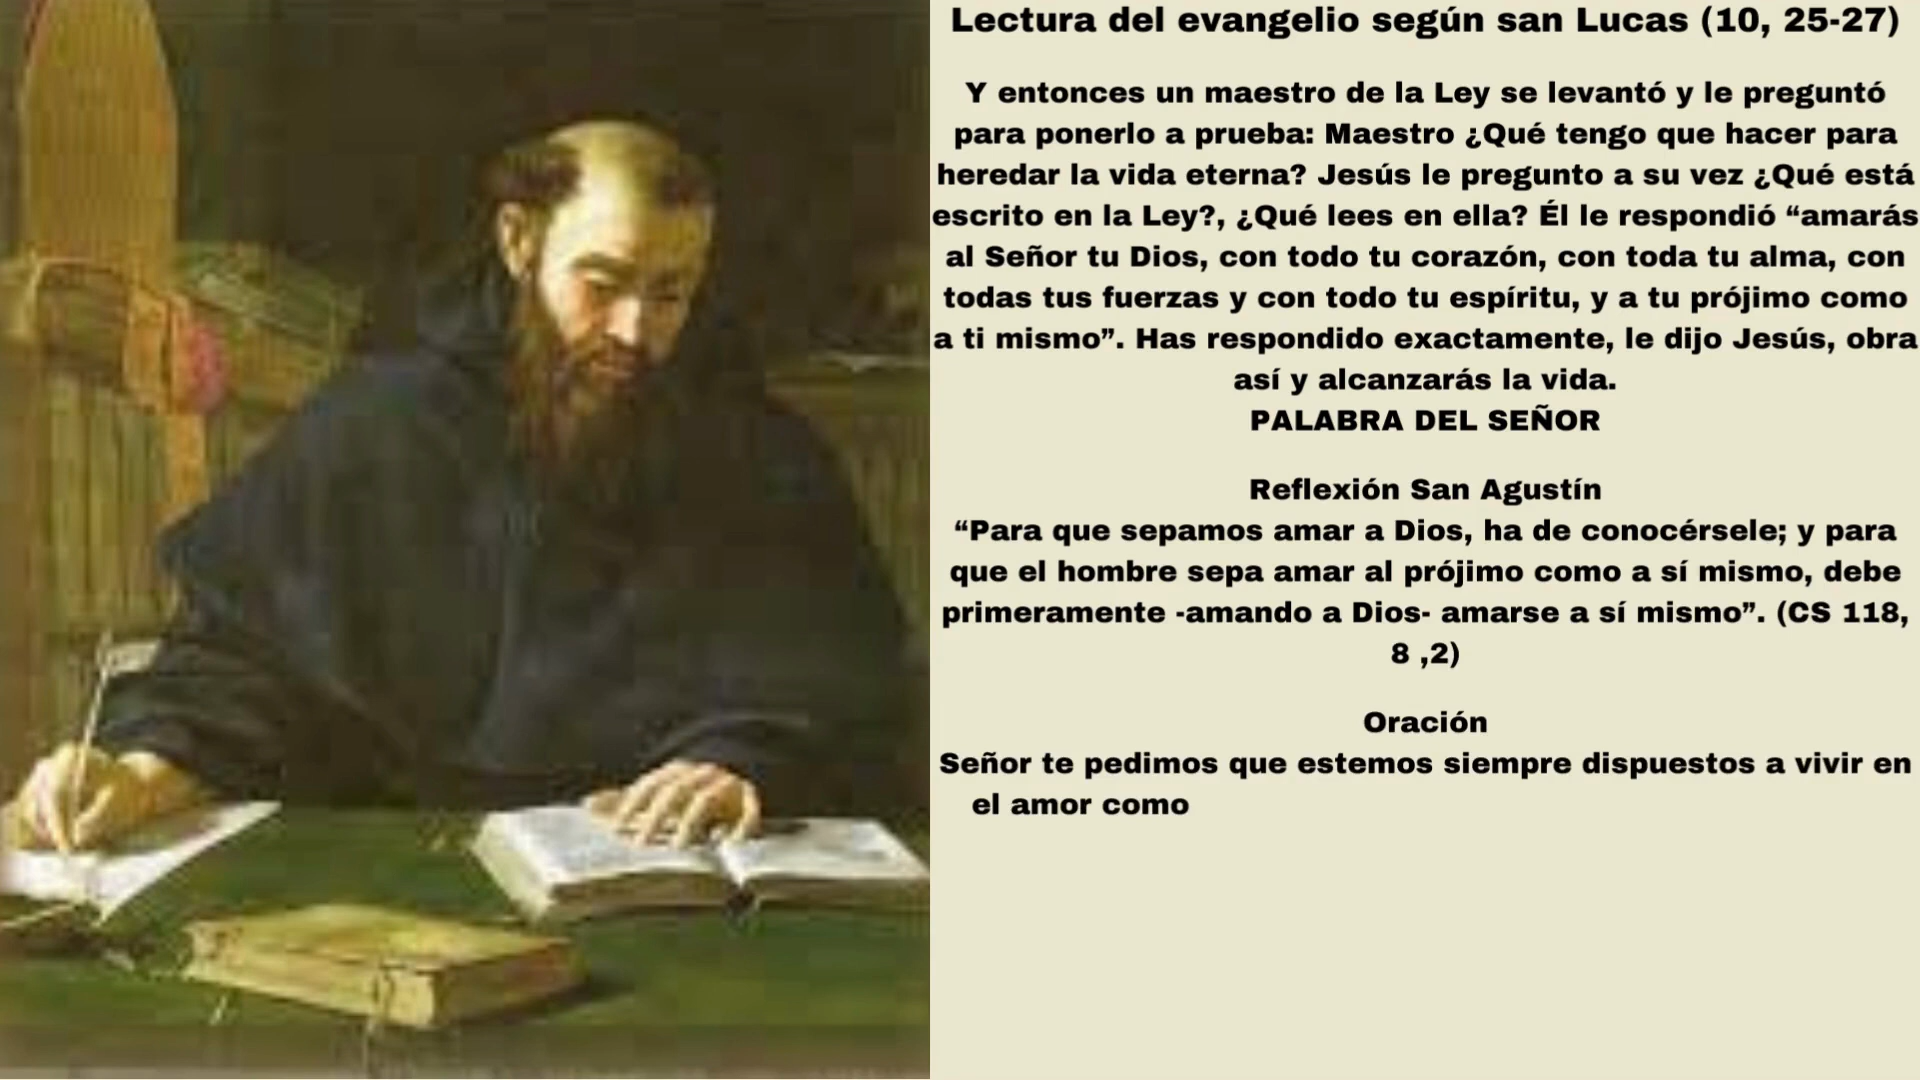 Lectura del evangelio según san Lucas (10, 25-27)
Y entonces un maestro de la Ley se levantó y le preguntó
para ponerlo a prueba: Maestro ¿Qué tengo que hacer para
heredar la vida eterna? Jesús le pregunto a su vez ¿Qué está
escrito en la Ley?, ¿Qué lees en ella? Él le respondió “amarás
al Señor tu Dios, con todo tu corazón, con toda tu alma, con
todas tus fuerzas y con todo tu espíritu, y a tu prójimo como
a ti mismo”. Has respondido exactamente, le dijo Jesús, obra
así y alcanzarás la vida.
PALABRA DEL SEÑOR
Reflexión San Agustín
“Para que sepamos amar a Dios, ha de conocérsele; y para
que el hombre sepa amar al prójimo como a sí mismo, debe
primeramente -amando a Dios- amarse a sí mismo”. (CS 118,
8 ,2)
Oración
Señor te pedimos que estemos siempre dispuestos a vivir en
el amor como